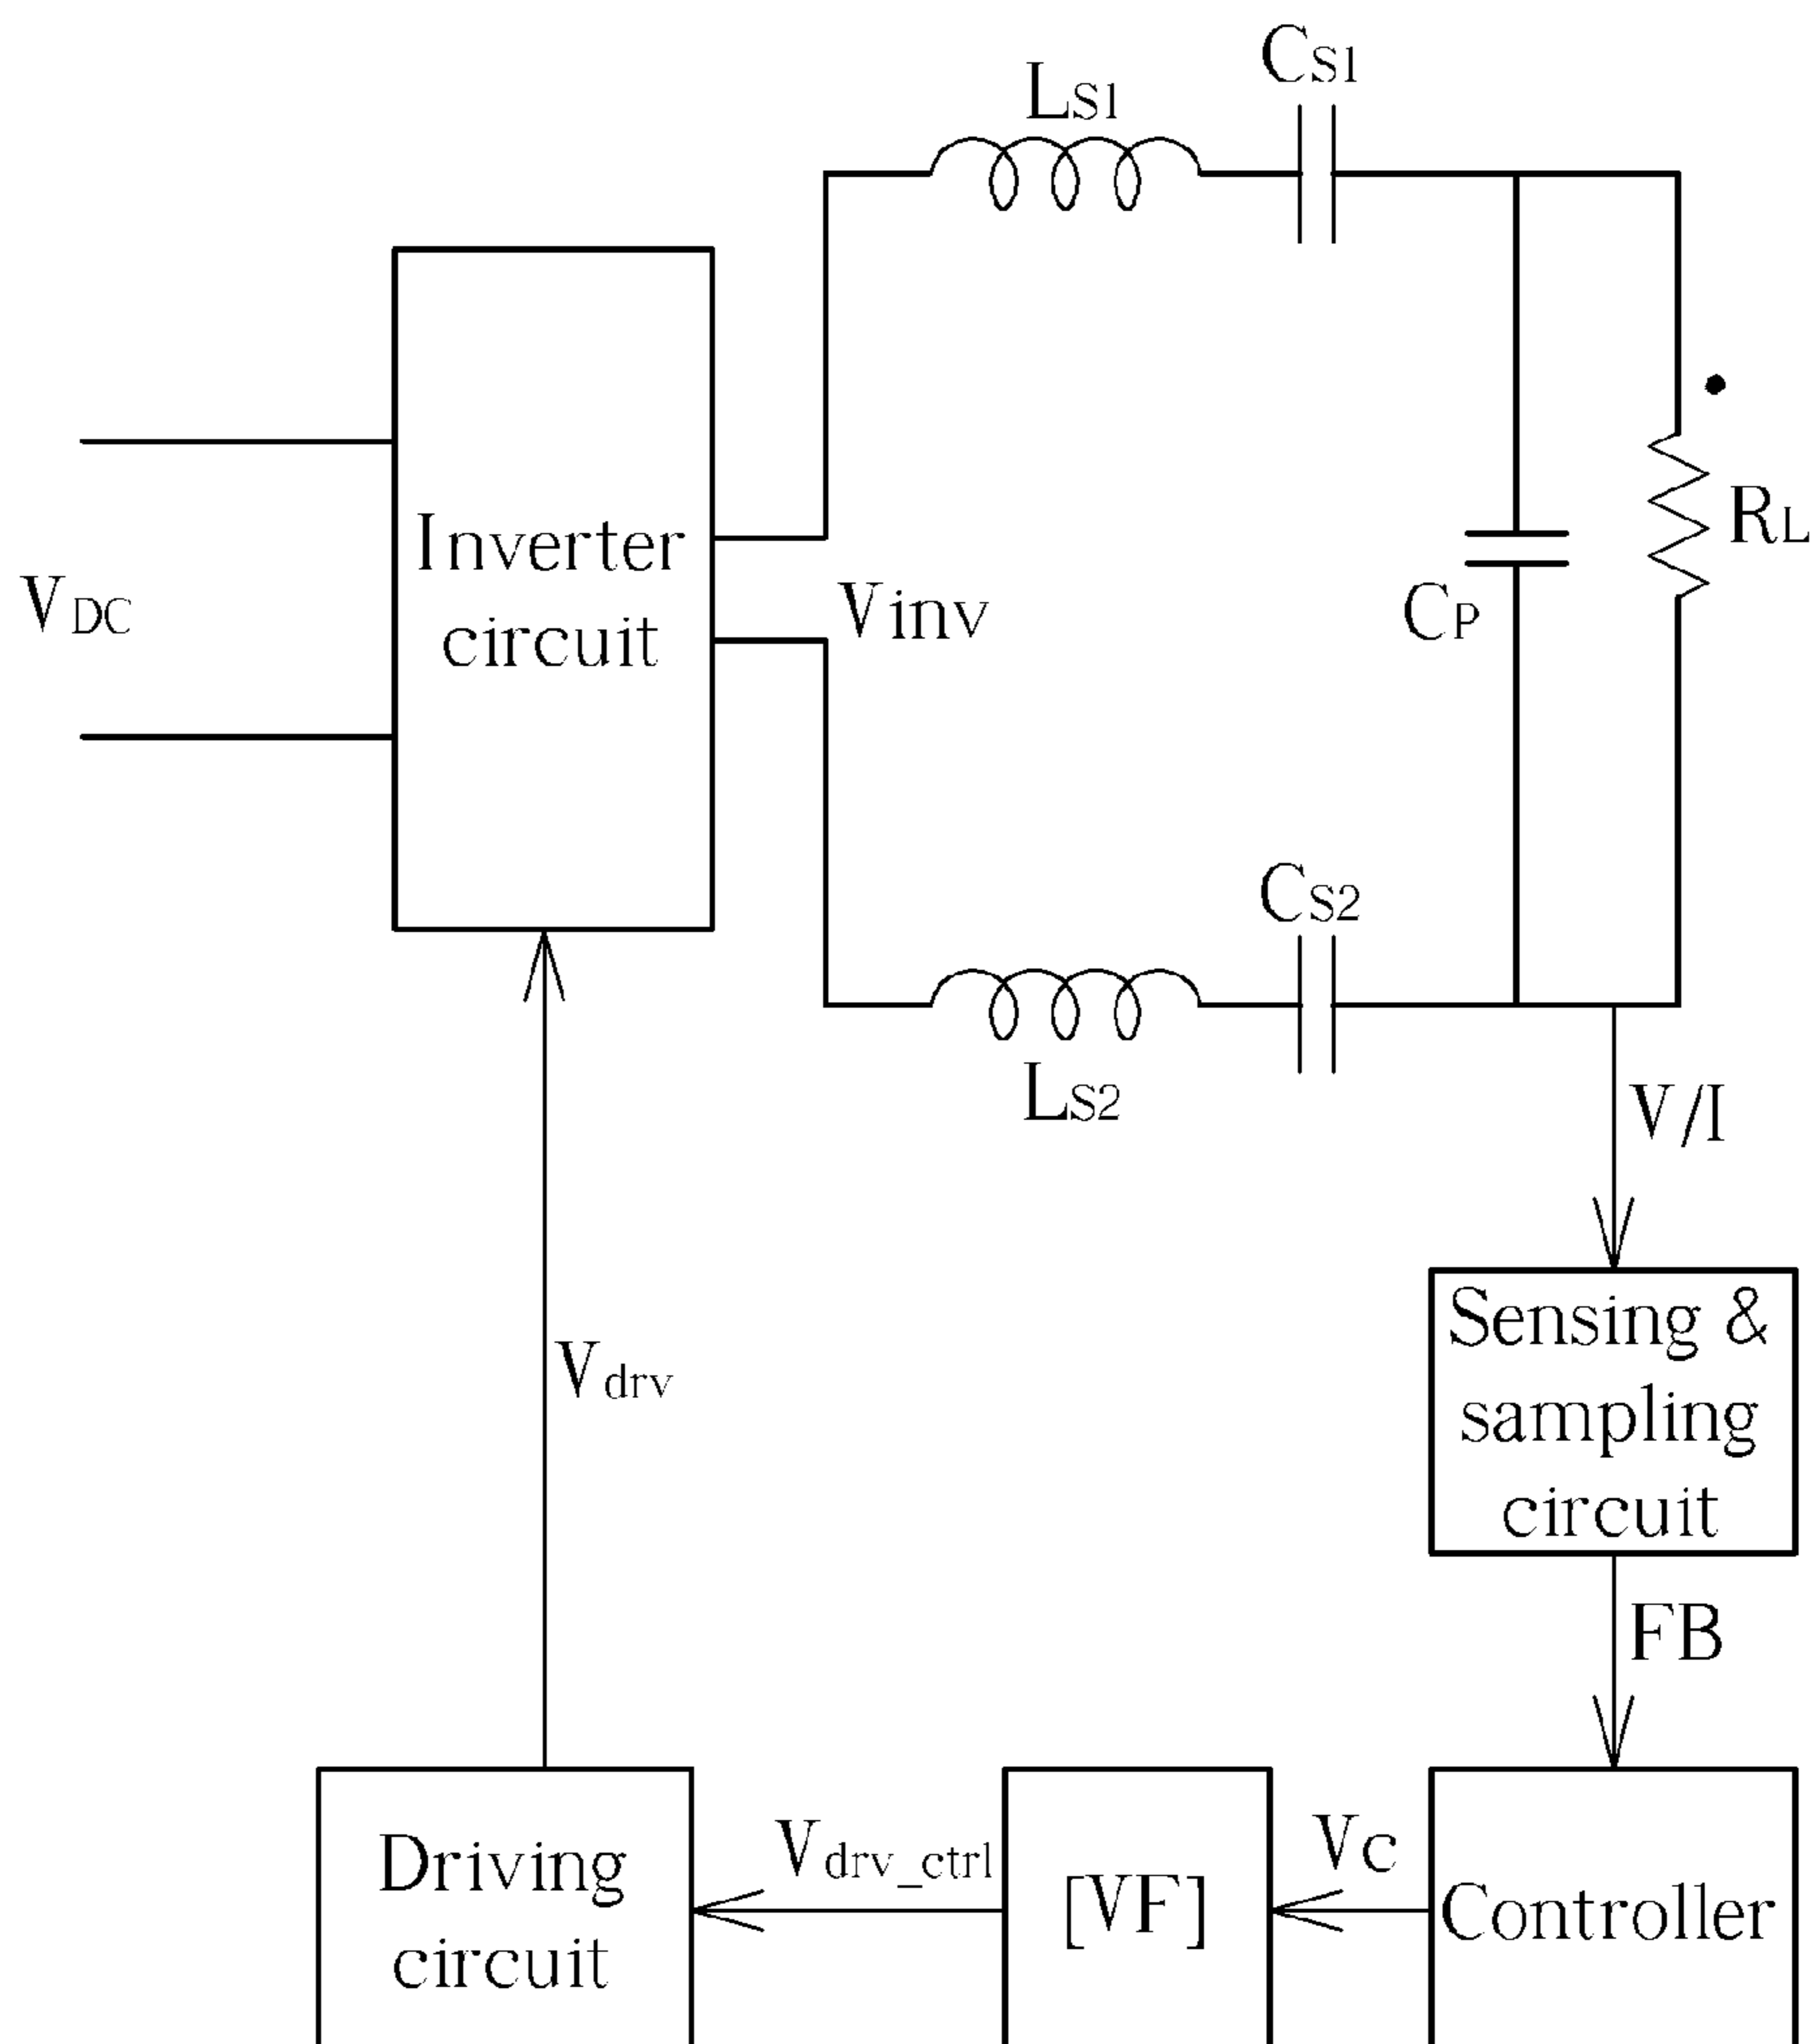 CS1
LS1
Inverter
circuit
VDC
Vinv
CP
RL
CS2
LS2
V/I
Sensing &
sampling
circuit
Vdrv
FB
Driving
circuit
Vdrv_ctrl
[VF]
VC
Controller